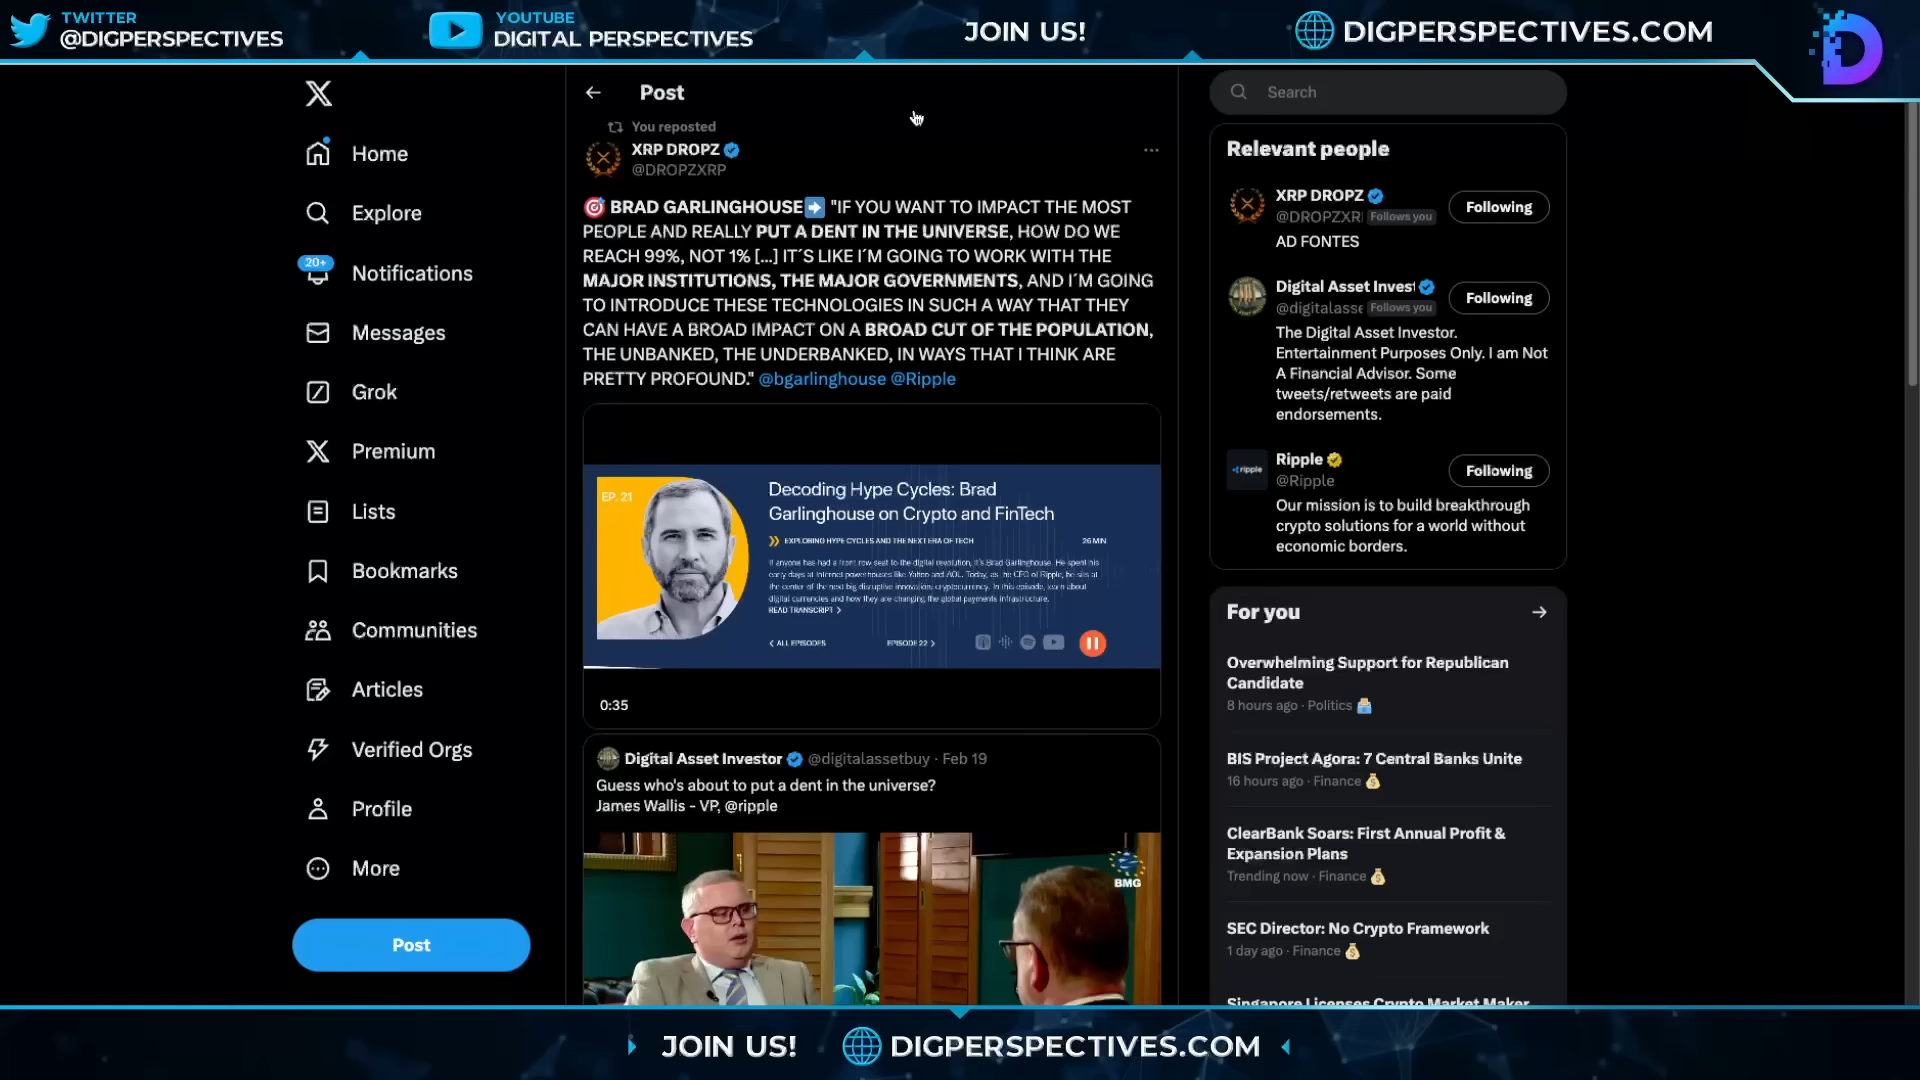 TWITTER
@DIGPERSPECTIVES
YOUTUBE
DIGITAL PERSPECTIVES
JOIN US!
DIGPERSPECTIVES.COM
Home
Explore
20+
Notifications
Messages
Grok
Premium
Lists
Bookmarks
Communities
Articles
Verified Orgs
Profile
More
Post
Post
You reposted
XRP DROPZ
@DROPZXRP
BRAD GARLINGHOUSE "IF YOU WANT TO IMPACT THE MOST
PEOPLE AND REALLY PUT A DENT IN THE UNIVERSE, HOW DO WE
REACH 99%, NOT 1% [...] IT´S LIKE I´M GOING TO WORK WITH THE
MAJOR INSTITUTIONS, THE MAJOR GOVERNMENTS, AND I´M GOING
TO INTRODUCE THESE TECHNOLOGIES IN SUCH A WAY THAT THEY
CAN HAVE A BROAD IMPACT ON A BROAD CUT OF THE POPULATION,
THE UNBANKED, THE UNDERBANKED, IN WAYS THAT I THINK ARE
PRETTY PROFOUND." @bgarlinghouse @Ripple
EP. 21
Decoding Hype Cycles: Brad
Garlinghouse on Crypto and FinTech
EXPLORING HYPE CYCLES AND THE NEXT ERA OF TECH
26 MIN
If anyone has had a front row seat to the digital revolution, it's Brad Garlinghouse. He spent his
early days at internet powerhouses like Yahoo and AOL. Today, as the CEO of Ripple, he sits at
the center of the next big disruptive innovation: cryptocurrency. In this episode, learn about
digital currencies and how they are changing the global payments infrastructure.
READ TRANSCRIPT
ALL EPISODES
EPISODE 22
0:35
Digital Asset Investor @digitalassetbuy · Feb 19
Guess who's about to put a dent in the universe?
James Wallis - VP, @ripple
BMG
Search
Relevant people
XRP DROPZ
@DROPZXR Follows you
Following
AD FONTES
Digital Asset Invest
@digitalasse Follows you
Following
The Digital Asset Investor.
Entertainment Purposes Only. I am Not
A Financial Advisor. Some
tweets/retweets are paid
endorsements.
ripple
Ripple
@Ripple
Following
Our mission is to build breakthrough
crypto solutions for a world without
economic borders.
For you
Overwhelming Support for Republican
Candidate
8 hours ago · Politics
BIS Project Agora: 7 Central Banks Unite
16 hours ago · Finance
ClearBank Soars: First Annual Profit &
Expansion Plans
Trending now · Finance
SEC Director: No Crypto Framework
1 day ago · Finance
Singapore Licenses Crypto Market Maker
JOIN US!
DIGPERSPECTIVES.COM